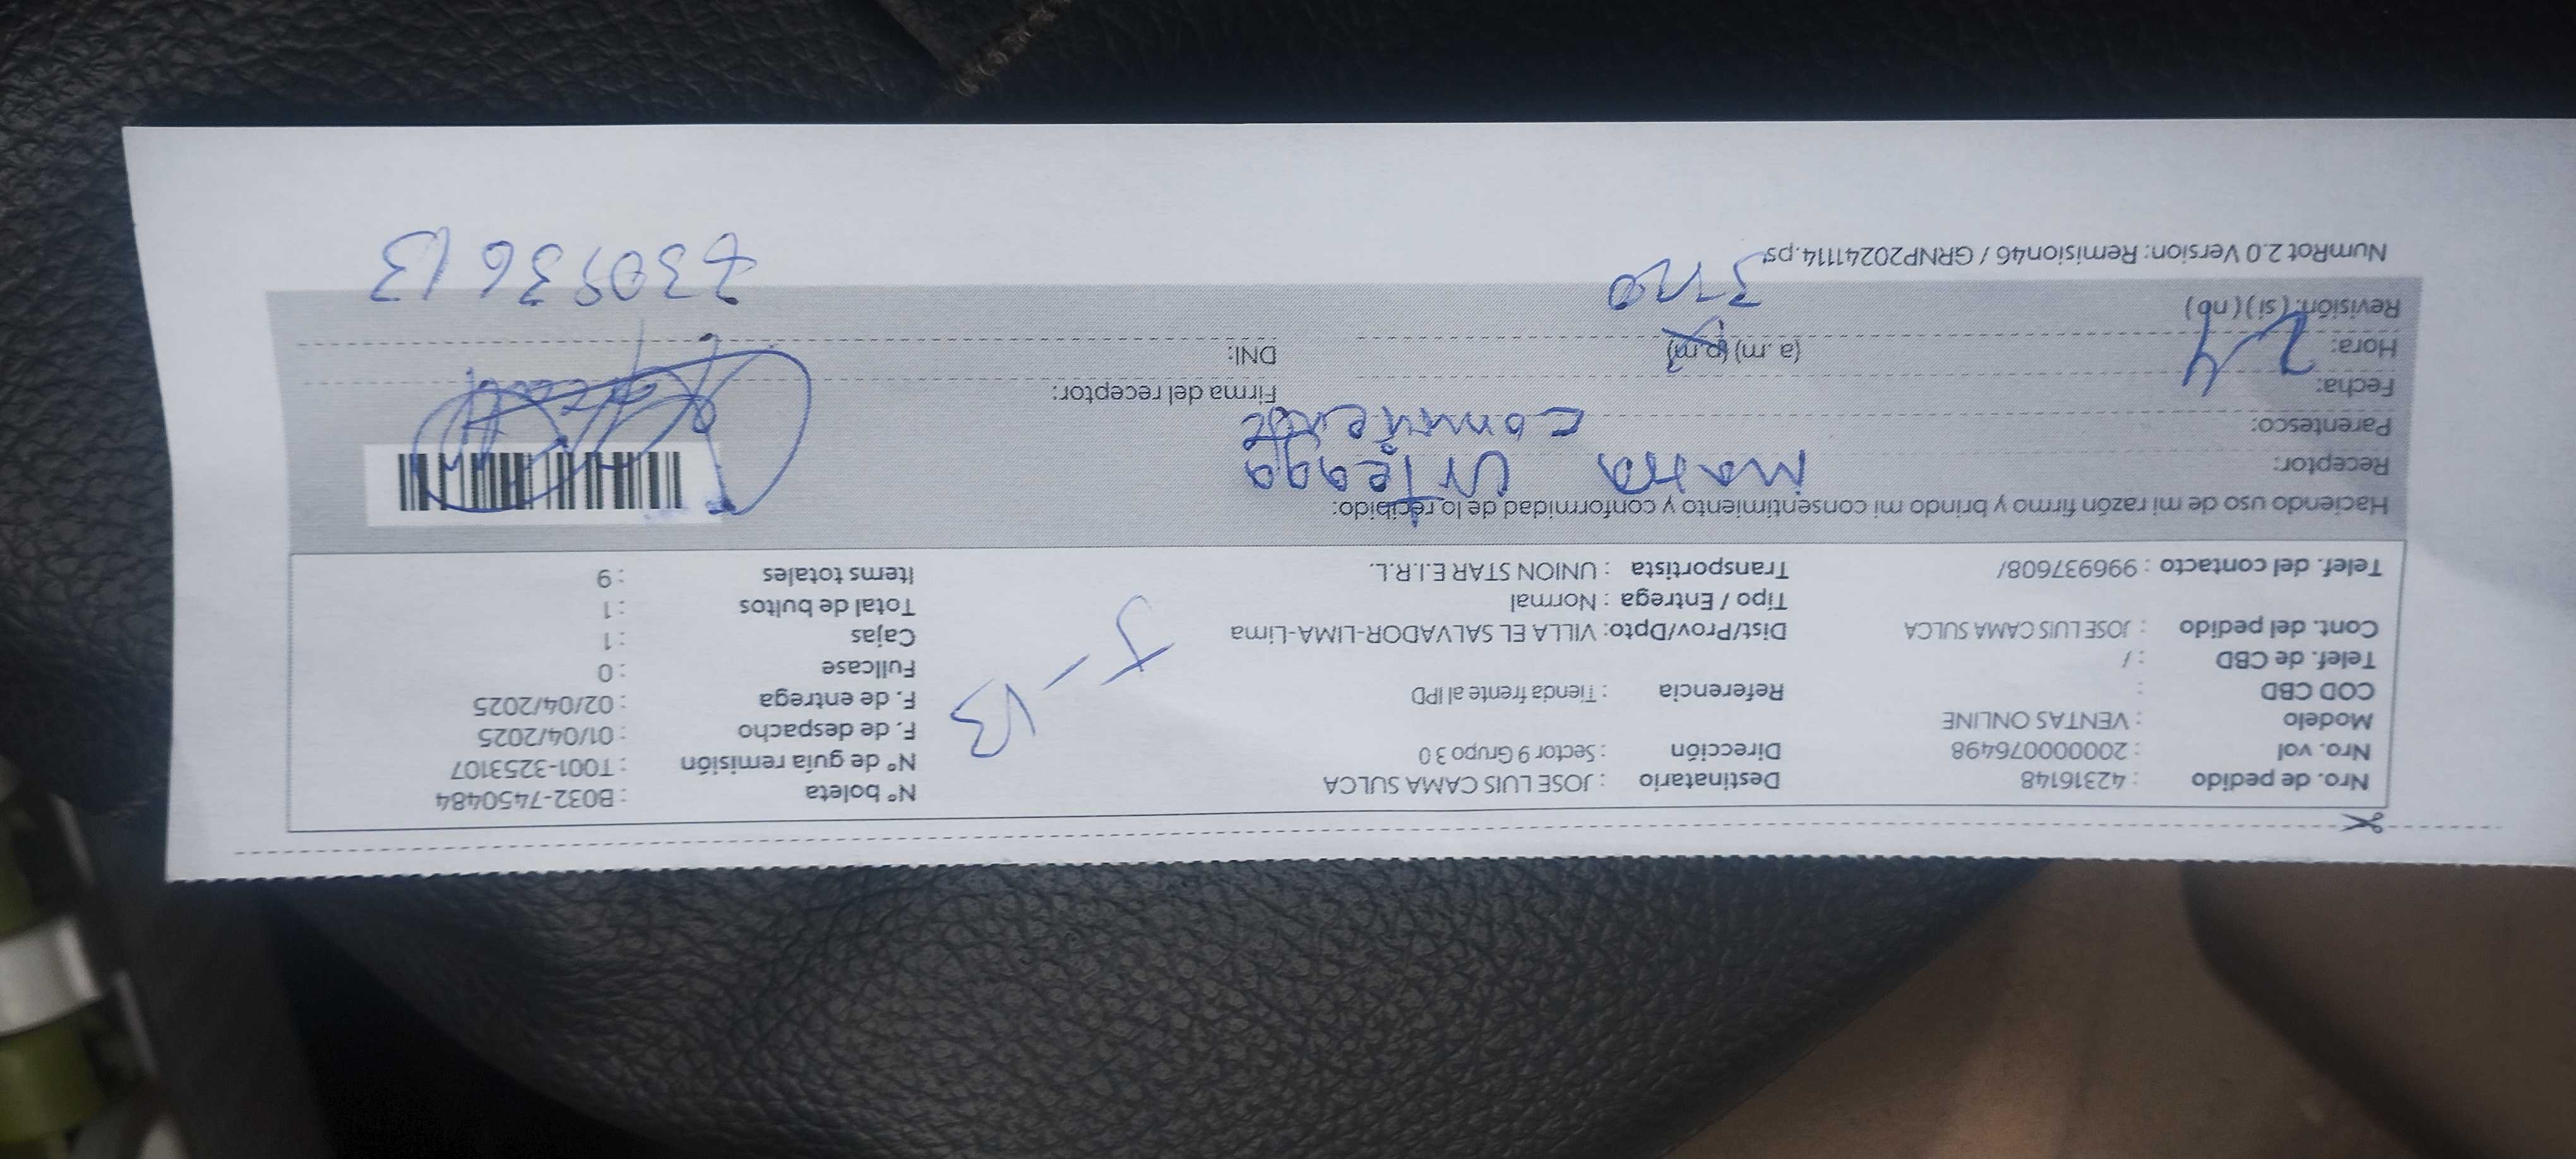 Nro. de pedido : 42316148 Destinatario : JOSE LUIS CAMA SULCA N° boleta : B032-7450484
Nro. vol : 2000000076498 Dirección : Sector 9 Grupo 3 0 N° de guía remisión : T001-3253107
Modelo : VENTAS ONLINE F. de despacho : 01/04/2025
COD CBD : Referencia : Tienda frente al IPD F. de entrega : 02/04/2025
Telef. de CBD : / Fullcase : 0
Cont. del pedido : JOSE LUIS CAMA SULCA Dist/Prov/Dpto: VILLA EL SALVADOR-LIMA-Lima Cajas : 1
Tipo / Entrega : Normal Total de bultos : 1
Telef. del contacto : 996937608/ Transportista : UNION STAR E.I.R.L. Items totales : 9
Haciendo uso de mi razón firmo y brindo mi consentimiento y conformidad de lo recibido:
Receptor: Urteaga
Parentesco:
Fecha: 2 4 Firma del receptor:
Hora: (a. m) (p.m) DNI:
Revisión: ( si ) ( no )
NumRot 2.0 Version: Remision46 / GRNP20241114.ps